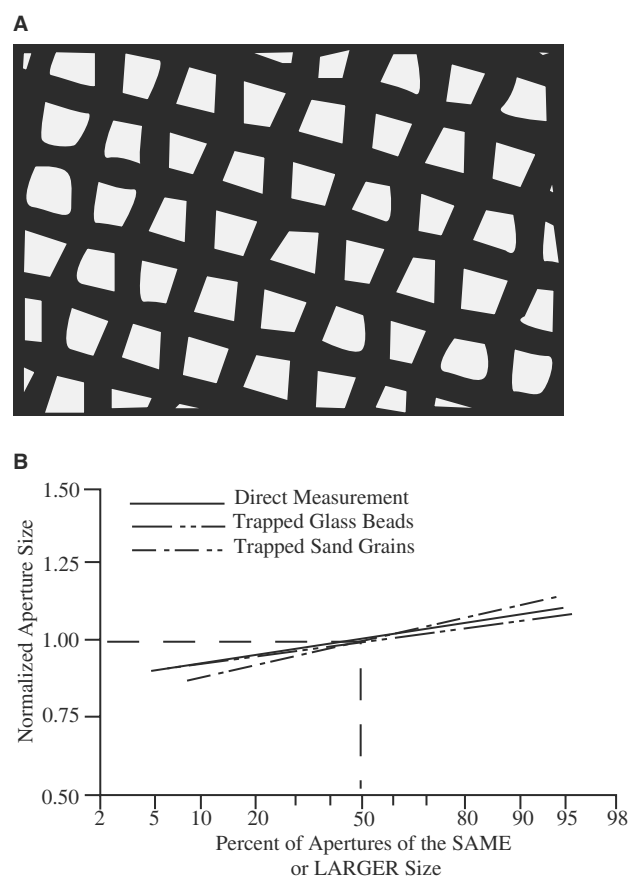 A
B
1.50
Direct Measurement
Trapped Glass Beads
Trapped Sand Grains
1.25
1.00
0.75
0.50
Normalized Aperture Size
2 5 10 20 50 80 90 95 98
Percent of Apertures of the SAME
or LARGER Size